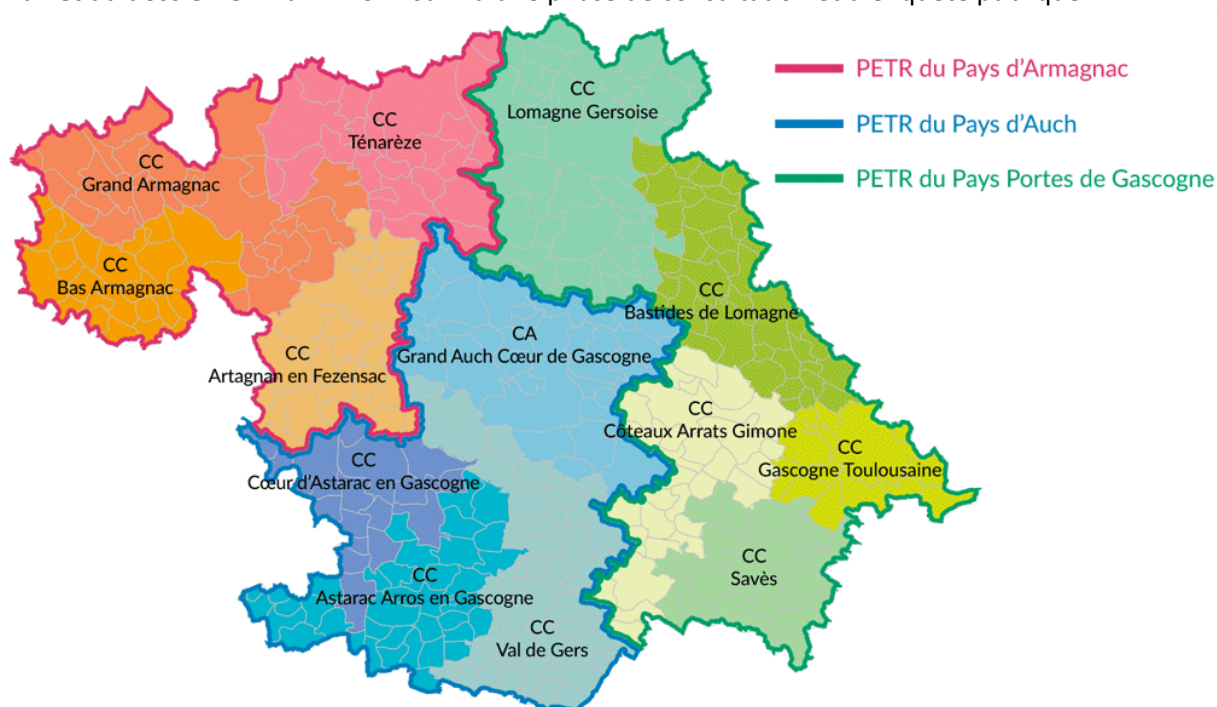 PETR du Pays d'Armagnac
PETR du Pays d'Auch
PETR du Pays Portes de Gascogne
CC
Lomagne Gersoise
CC
Ténarèze
CC
Grand Armagnac
CC
Bas Armagnac
CC
Bastides de Lomagne
CA
Grand Auch Cœur de Gascogne
CC
Artagnan en Fezensac
CC
Côteaux Arrats Gimone
CC
Gascogne Toulousaine
CC
Cœur d'Astarac en Gascogne
CC
Savès
CC
Astarac Arros en Gascogne
CC
Val de Gers